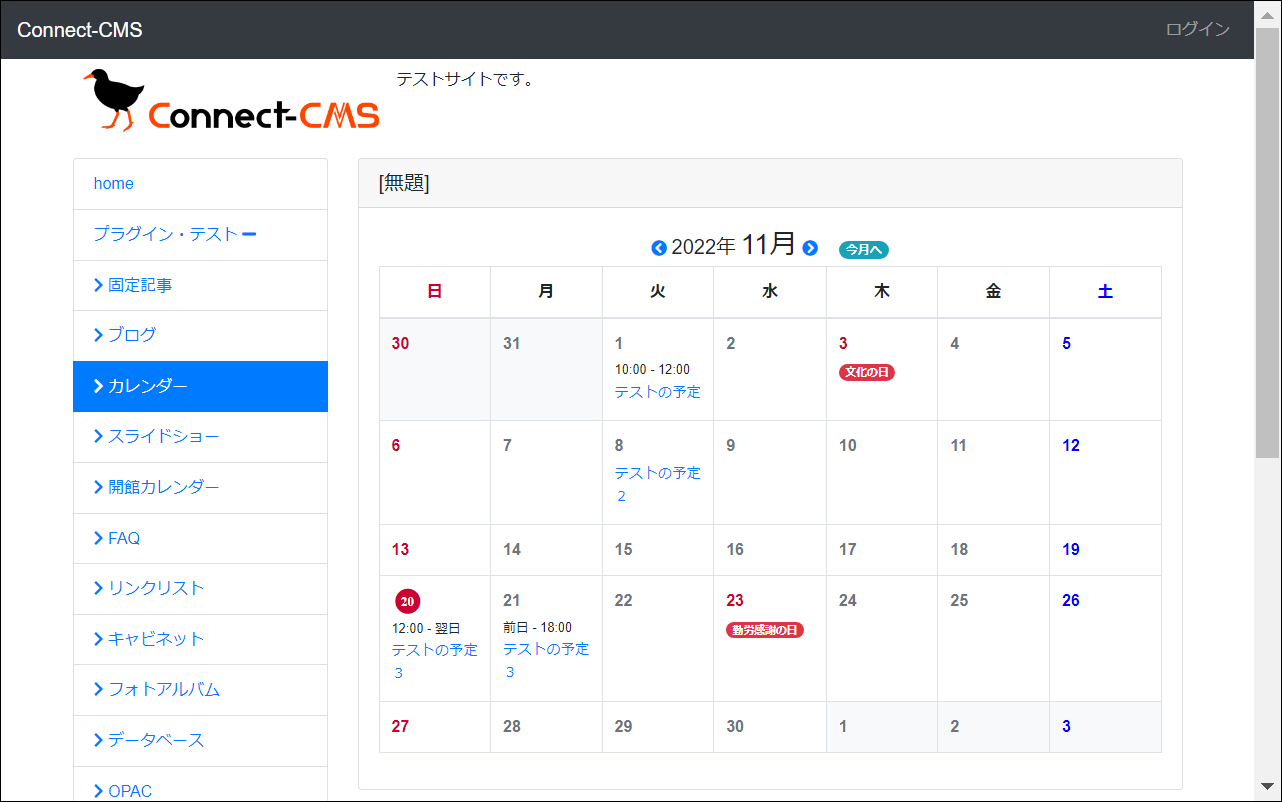 Connect-CMS
ログイン
Connect-CMS
テストサイトです。
home
プラグイン・テスト
固定記事
ブログ
カレンダー
スライドショー
開館カレンダー
FAQ
リンクリスト
キャビネット
フォトアルバム
データベース
OPAC
[無題]
2022年 11月 今月へ
日 月 火 水 木 金 土
30 31 1 2 3 4 5
10:00 - 12:00
文化の日
テストの予定
6 7 8 9 10 11 12
テストの予定
２
13 14 15 16 17 18 19
20 21 22 23 24 25 26
12:00 - 翌日 前日 - 18:00 勤労感謝の日
テストの予定 テストの予定
３ ３
27 28 29 30 1 2 3